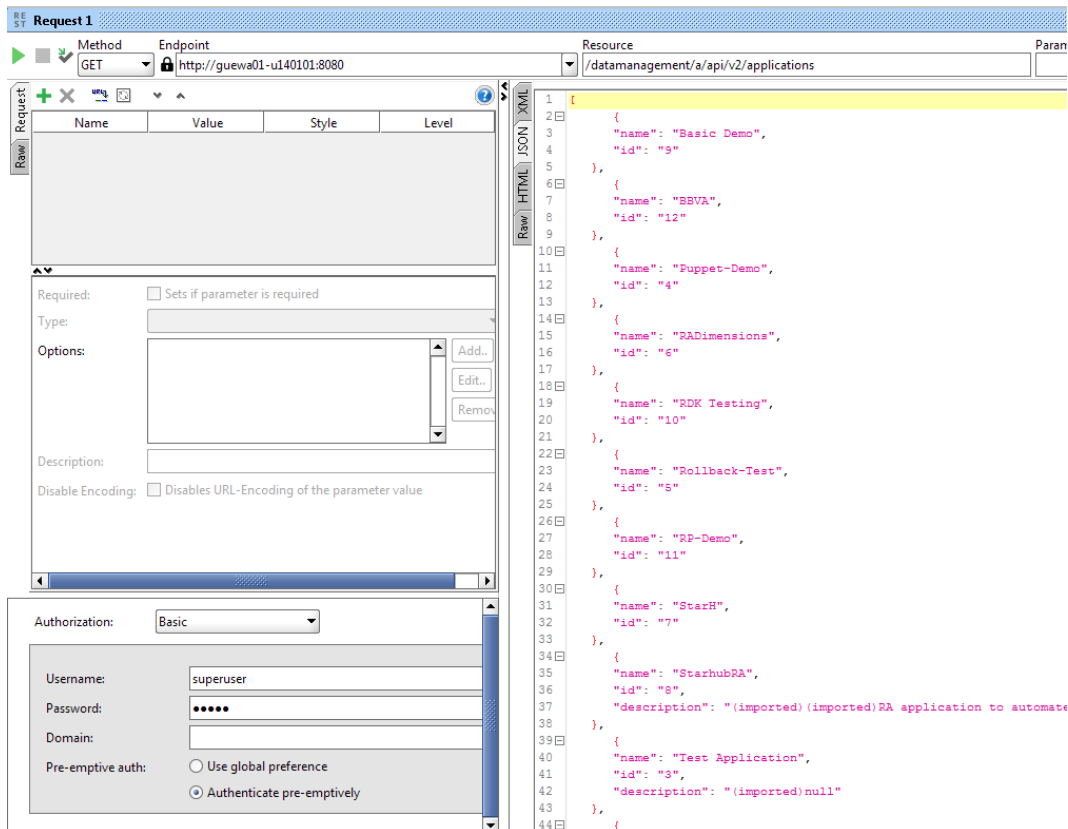 RE
ST Request 1
Method Endpoint Resource Param
GET http://guewa01-u140101:8080 /datamanagement/a/api/v2/applications
Request
Raw
Name Value Style Level
Required: Sets if parameter is required
Type:
Options:
Add..
Edit..
Remov
Description:
Disable Encoding: Disables URL-Encoding of the parameter value
Authorization: Basic
Username: superuser
Password: •••••
Domain:
Pre-emptive auth: Use global preference
Authenticate pre-emptively
XML
JSON
HTML
Raw
1 [
2 {
3 "name": "Basic Demo",
4 "id": "9"
5 },
6 {
7 "name": "BBVA",
8 "id": "12"
9 },
10 {
11 "name": "Puppet-Demo",
12 "id": "4"
13 },
14 {
15 "name": "RADimensions",
16 "id": "6"
17 },
18 {
19 "name": "RDK Testing",
20 "id": "10"
21 },
22 {
23 "name": "Rollback-Test",
24 "id": "5"
25 },
26 {
27 "name": "RP-Demo",
28 "id": "11"
29 },
30 {
31 "name": "StarH",
32 "id": "7"
33 },
34 {
35 "name": "StarhubRA",
36 "id": "8",
37 "description": "(imported)(imported)RA application to automate
38 },
39 {
40 "name": "Test Application",
41 "id": "3",
42 "description": "(imported)null"
43 },
44 {